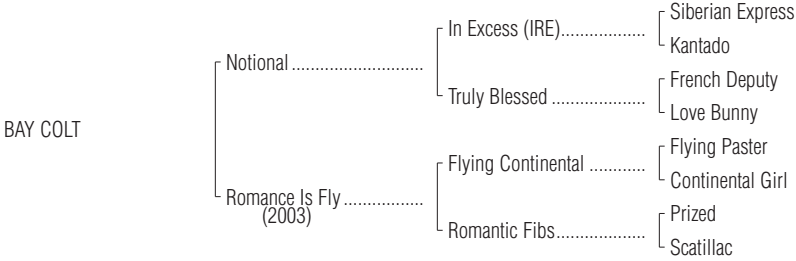 Siberian Express
In Excess (IRE)...................
Kantado
Notional ............................
French Deputy
Truly Blessed ....................
Love Bunny
BAY COLT
Flying Paster
Flying Continental ............
Continental Girl
Romance Is Fly .................
(2003)
Prized
Romantic Fibs...................
Scatillac